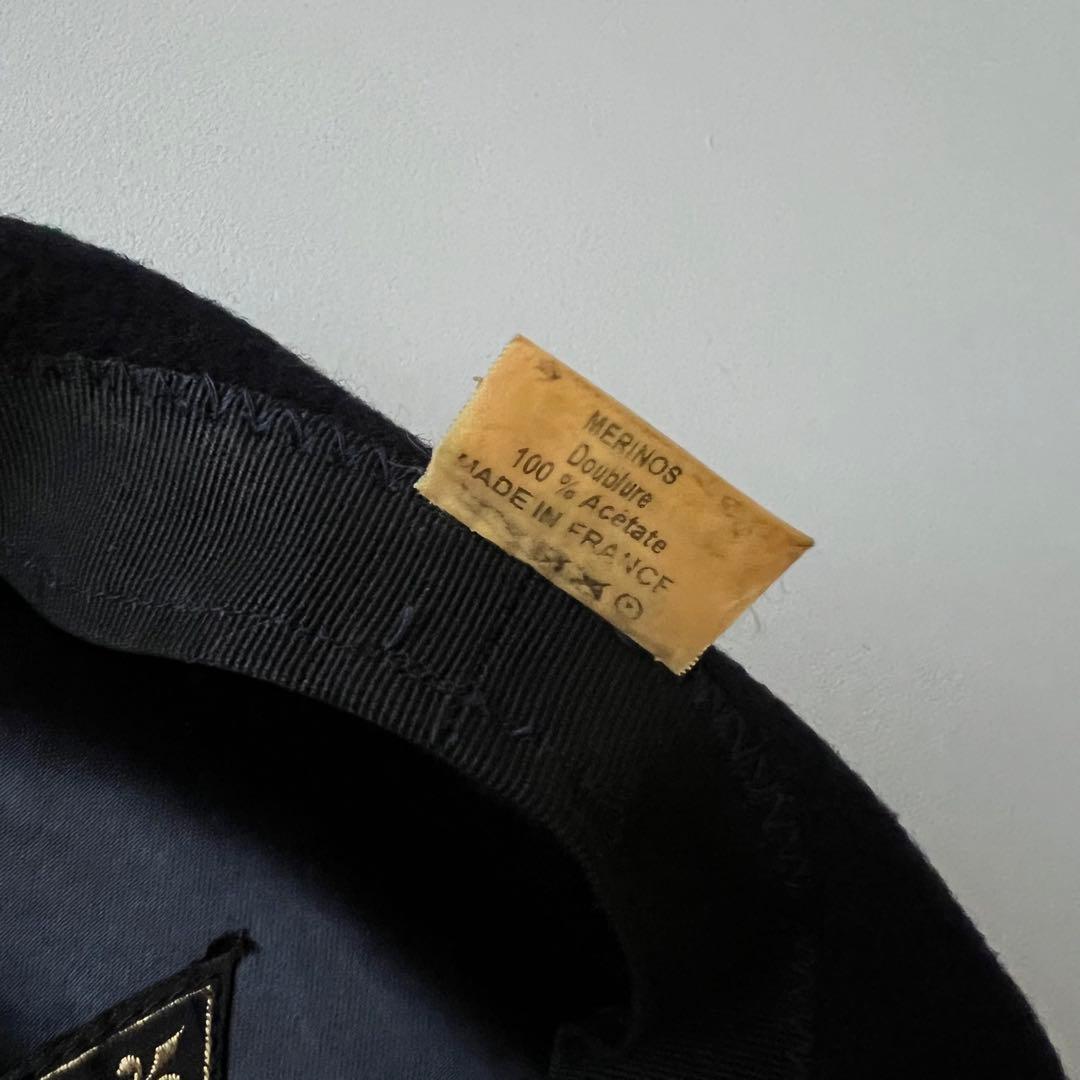 MERINOS
Doublure
100 % Acétate
MADE IN FRANCE